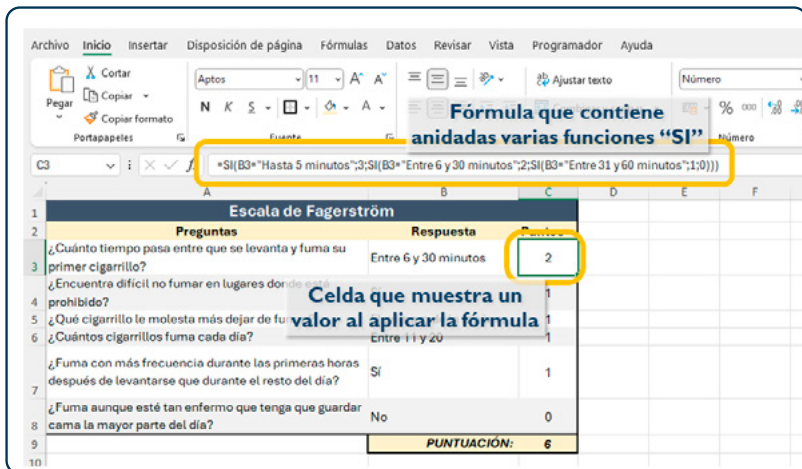 Archivo Inicio Insertar Disposición de página Fórmulas Datos Revisar Vista Programador Ayuda
Pegar
Cortar
Copiar
Copiar formato
Portapapeles
Aptos 11 A A
N K S A
Fuente
Ajustar texto
Número
% 000
Número
Fórmula que contiene
anidadas varias funciones “SI”
C3 =SI(B3="Hasta 5 minutos";3;SI(B3="Entre 6 y 30 minutos";2;SI(B3="Entre 31 y 60 minutos";1;0)))
A B C D E F
1 Escala de Fagerström
2 Preguntas Respuesta
¿Cuánto tiempo pasa entre que se levanta y fuma su
3 primer cigarrillo? Entre 6 y 30 minutos 2
¿Encuentra difícil no fumar en lugares
4 prohibido? 1
Celda que muestra un
valor al aplicar la fórmula
5 ¿Qué cigarrillo le molesta más dejar de 1
6 ¿Cuántos cigarrillos fuma cada día? Entre 11 y 20 1
¿Fuma con más frecuencia durante las primeras horas
7 después de levantarse que durante el resto del día? Sí 1
¿Fuma aunque esté tan enfermo que tenga que guardar
8 cama la mayor parte del día? No 0
9 PUNTUACIÓN: 6
10